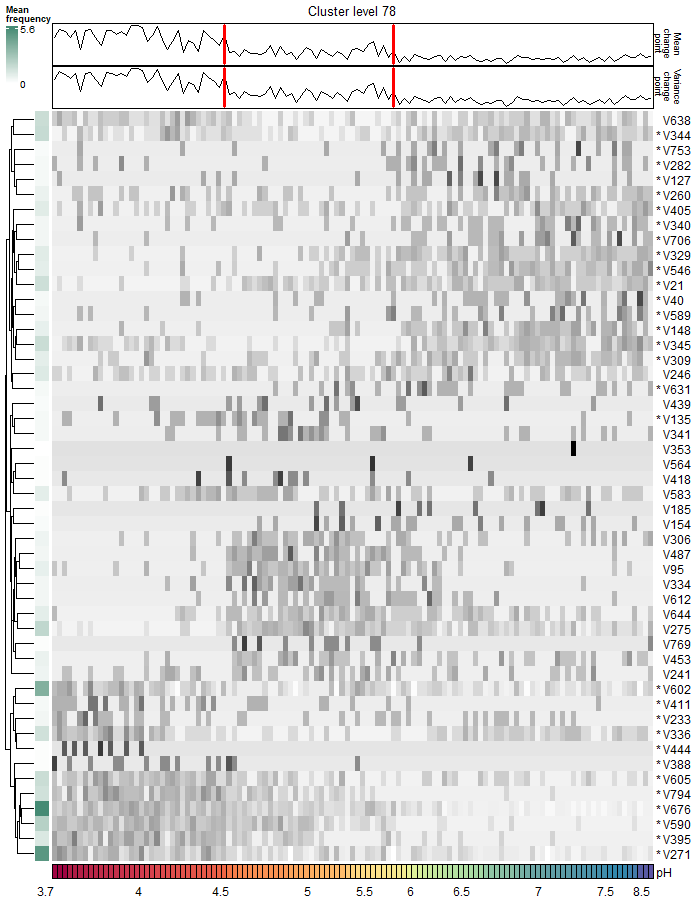 Cluster level 78
Mean
frequency
5.6
0
Mean
change
point
Variance
change
point
V638
* V344
* V753
* V282
* V127
* V260
* V405
* V340
* V706
* V329
* V546
* V21
* V40
* V589
* V148
* V345
* V309
V246
* V631
V439
* V135
V341
V353
V564
V418
V583
V185
V154
V306
V487
V95
V334
V612
V644
V275
V769
V453
V241
* V602
* V411
* V233
* V336
* V444
* V388
* V605
* V794
* V676
* V590
* V395
* V271
pH
3.7 4 4.5 5 5.5 6 6.5 7 7.5 8.5